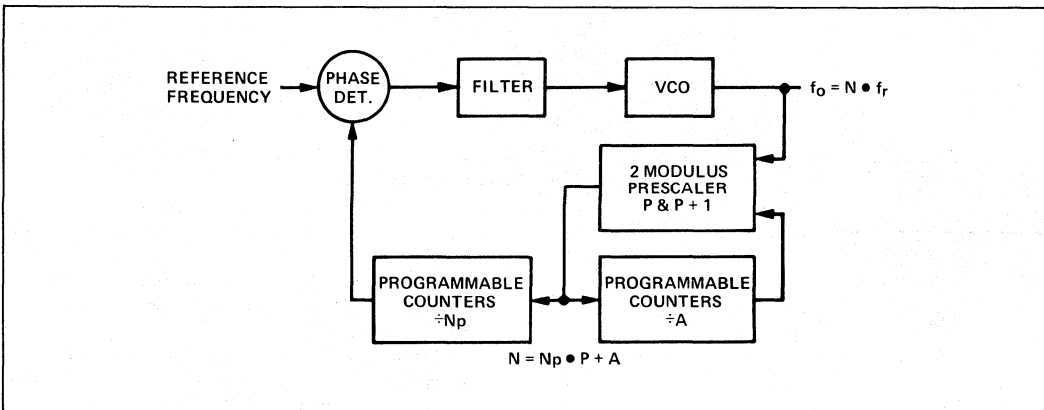 REFERENCE
FREQUENCY
PHASE
DET.
FILTER
VCO
fo = N ● fr
2 MODULUS
PRESCALER
P & P + 1
PROGRAMMABLE
COUNTERS
÷Np
PROGRAMMABLE
COUNTERS
÷A
N = Np ● P + A